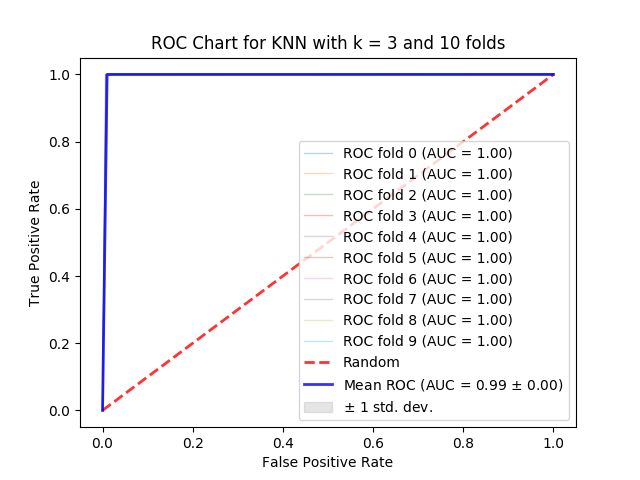 ROC Chart for KNN with k = 3 and 10 folds
True Positive Rate
1.0
0.8
0.6
0.4
0.2
0.0
ROC fold 0 (AUC = 1.00)
ROC fold 1 (AUC = 1.00)
ROC fold 2 (AUC = 1.00)
ROC fold 3 (AUC = 1.00)
ROC fold 4 (AUC = 1.00)
ROC fold 5 (AUC = 1.00)
ROC fold 6 (AUC = 1.00)
ROC fold 7 (AUC = 1.00)
ROC fold 8 (AUC = 1.00)
ROC fold 9 (AUC = 1.00)
Random
Mean ROC (AUC = 0.99 ± 0.00)
± 1 std. dev.
0.0 0.2 0.4 0.6 0.8 1.0
False Positive Rate